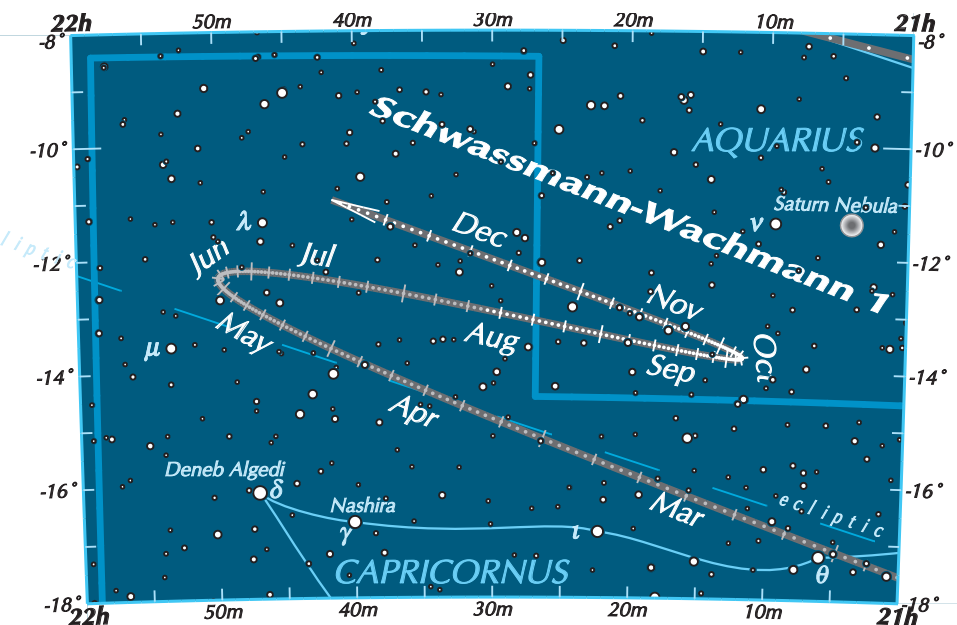 22h 50m 40m 30m 20m 10m 21h
-8° -8°
Schwassmann-Wachmann 1
AQUARIUS
-10° -10°
Saturn Nebula
ν
λ
Dec
ecliptic
Jun Jul
-12° -12°
Nov
May Aug Oct
μ
Sep
-14° -14°
Apr
Deneb Algedi
δ
-16° -16°
Nashira
Mar
ecliptic
γ
ι
θ
CAPRICORNUS
-18° -18°
22h 50m 40m 30m 20m 10m 21h